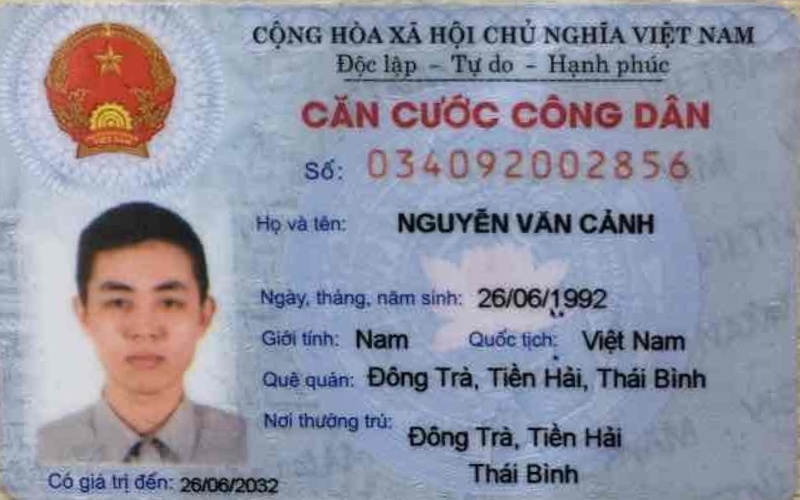 CỘNG HÒA XÃ HỘI CHỦ NGHĨA VIỆT NAM
Độc lập - Tự do - Hạnh phúc
CĂN CƯỚC CÔNG DÂN
Số: 034092002856
Họ và tên: NGUYỄN VĂN CẢNH
Ngày, tháng, năm sinh: 26/06/1992
Giới tính: Nam Quốc tịch: Việt Nam
Quê quán: Đông Trà, Tiền Hải, Thái Bình
Nơi thường trú: Đông Trà, Tiền Hải
Thái Bình
Có giá trị đến: 26/06/2032